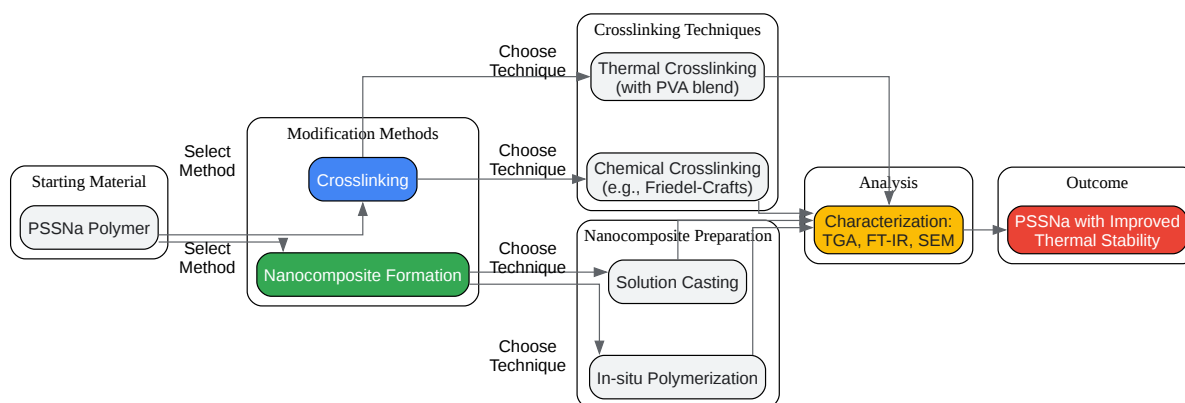 Starting Material
PSSNa Polymer
Select
Method
Select
Method
Modification Methods
Crosslinking
Nanocomposite Formation
Choose
Technique
Choose
Technique
Choose
Technique
Choose
Technique
Crosslinking Techniques
Thermal Crosslinking
(with PVA blend)
Chemical Crosslinking
(e.g., Friedel-Crafts)
Nanocomposite Preparation
Solution Casting
In-situ Polymerization
Analysis
Characterization:
TGA, FT-IR, SEM
Outcome
PSSNa with Improved
Thermal Stability